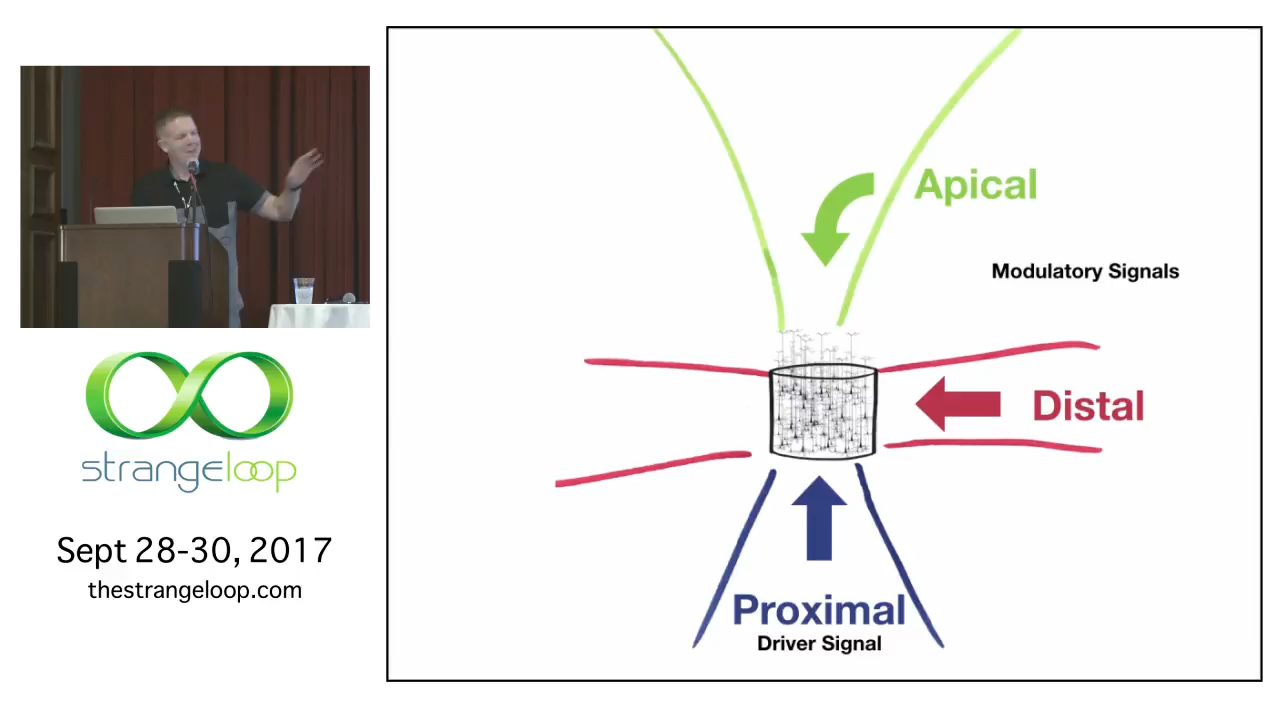 strangeloop
Sept 28-30, 2017
thestrangeloop.com
Apical
Modulatory Signals
Distal
Proximal
Driver Signal